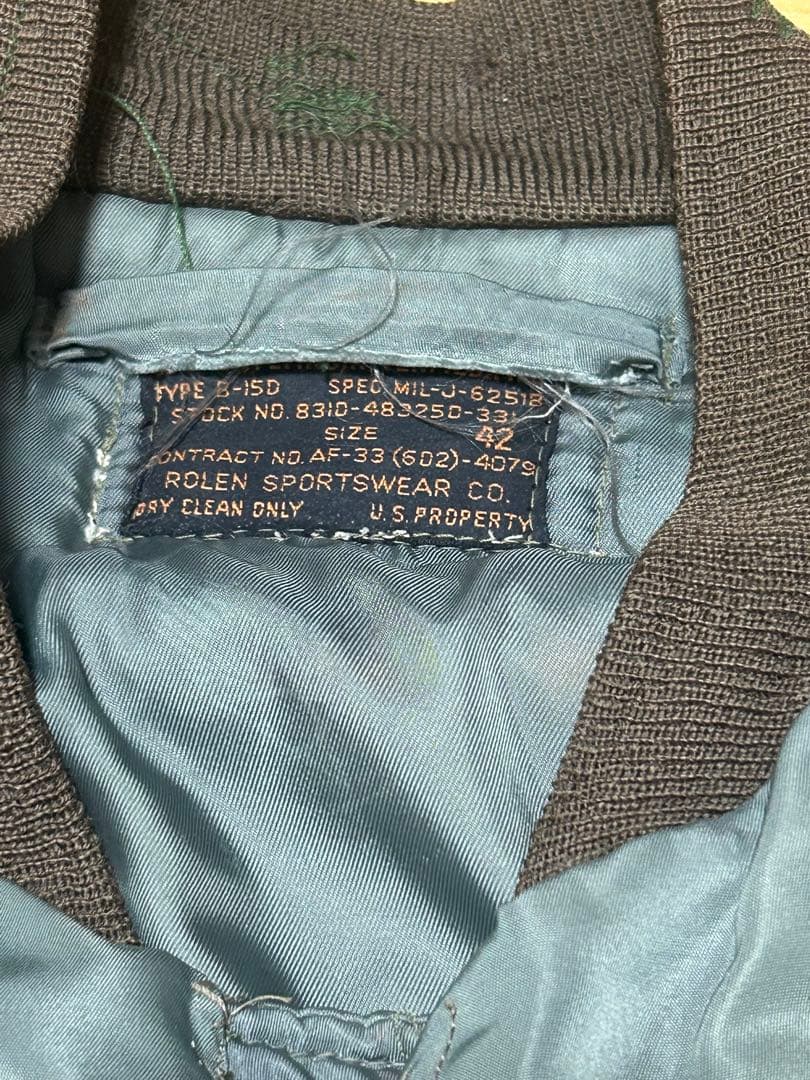 TYPE B-15D SPEC. MIL-J-6251B
STOCK NO. 8310-483250-331
SIZE 42
CONTRACT NO. AF-33 (602)-4079
ROLEN SPORTSWEAR CO.
DRY CLEAN ONLY U.S. PROPERTY